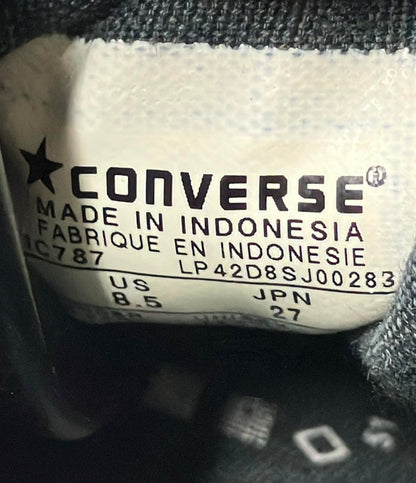 CONVERSE®
MADE IN INDONESIA
FABRIQUE EN INDONESIE
1C787 LP42D8SJ00283
US JPN
8.5 27